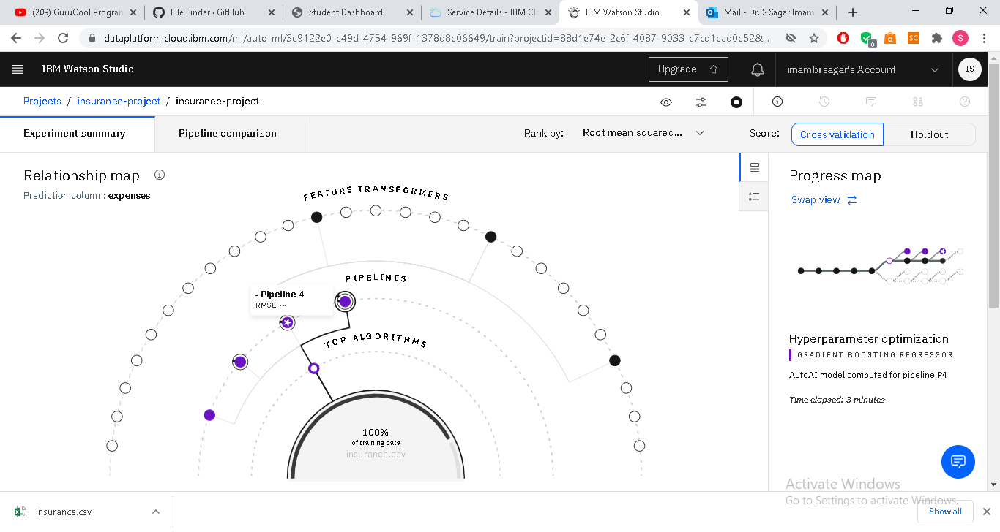 (209) GuruCool Program
File Finder · GitHub
Student Dashboard
Service Details - IBM Clo
IBM Watson Studio
Mail - Dr. S Sagar Imam
dataplatform.cloud.ibm.com/ml/auto-ml/3e9122e0-e49d-4754-969f-1378d8e06649/train?projectid=88d1e74e-2c6f-4087-9033-e7cd1ead0e52&...
0
a
SC
S
IBM Watson Studio
Upgrade
imambi sagar's Account
IS
Projects / insurance-project / insurance-project
Experiment summary
Pipeline comparison
Rank by:
Root mean squared...
Score:
Cross validation
Holdout
Relationship map
Prediction column: expenses
FEATURE TRANSFORMERS
PIPELINES
- Pipeline 4
RMSE: ---
TOP ALGORITHMS
100%
of training data
insurance.csv
Progress map
Swap view
Hyperparameter optimization
GRADIENT BOOSTING REGRESSOR
AutoAI model computed for pipeline P4
Time elapsed: 3 minutes
Activate Windows
Go to Settings to activate Windows.
insurance.csv
Show all